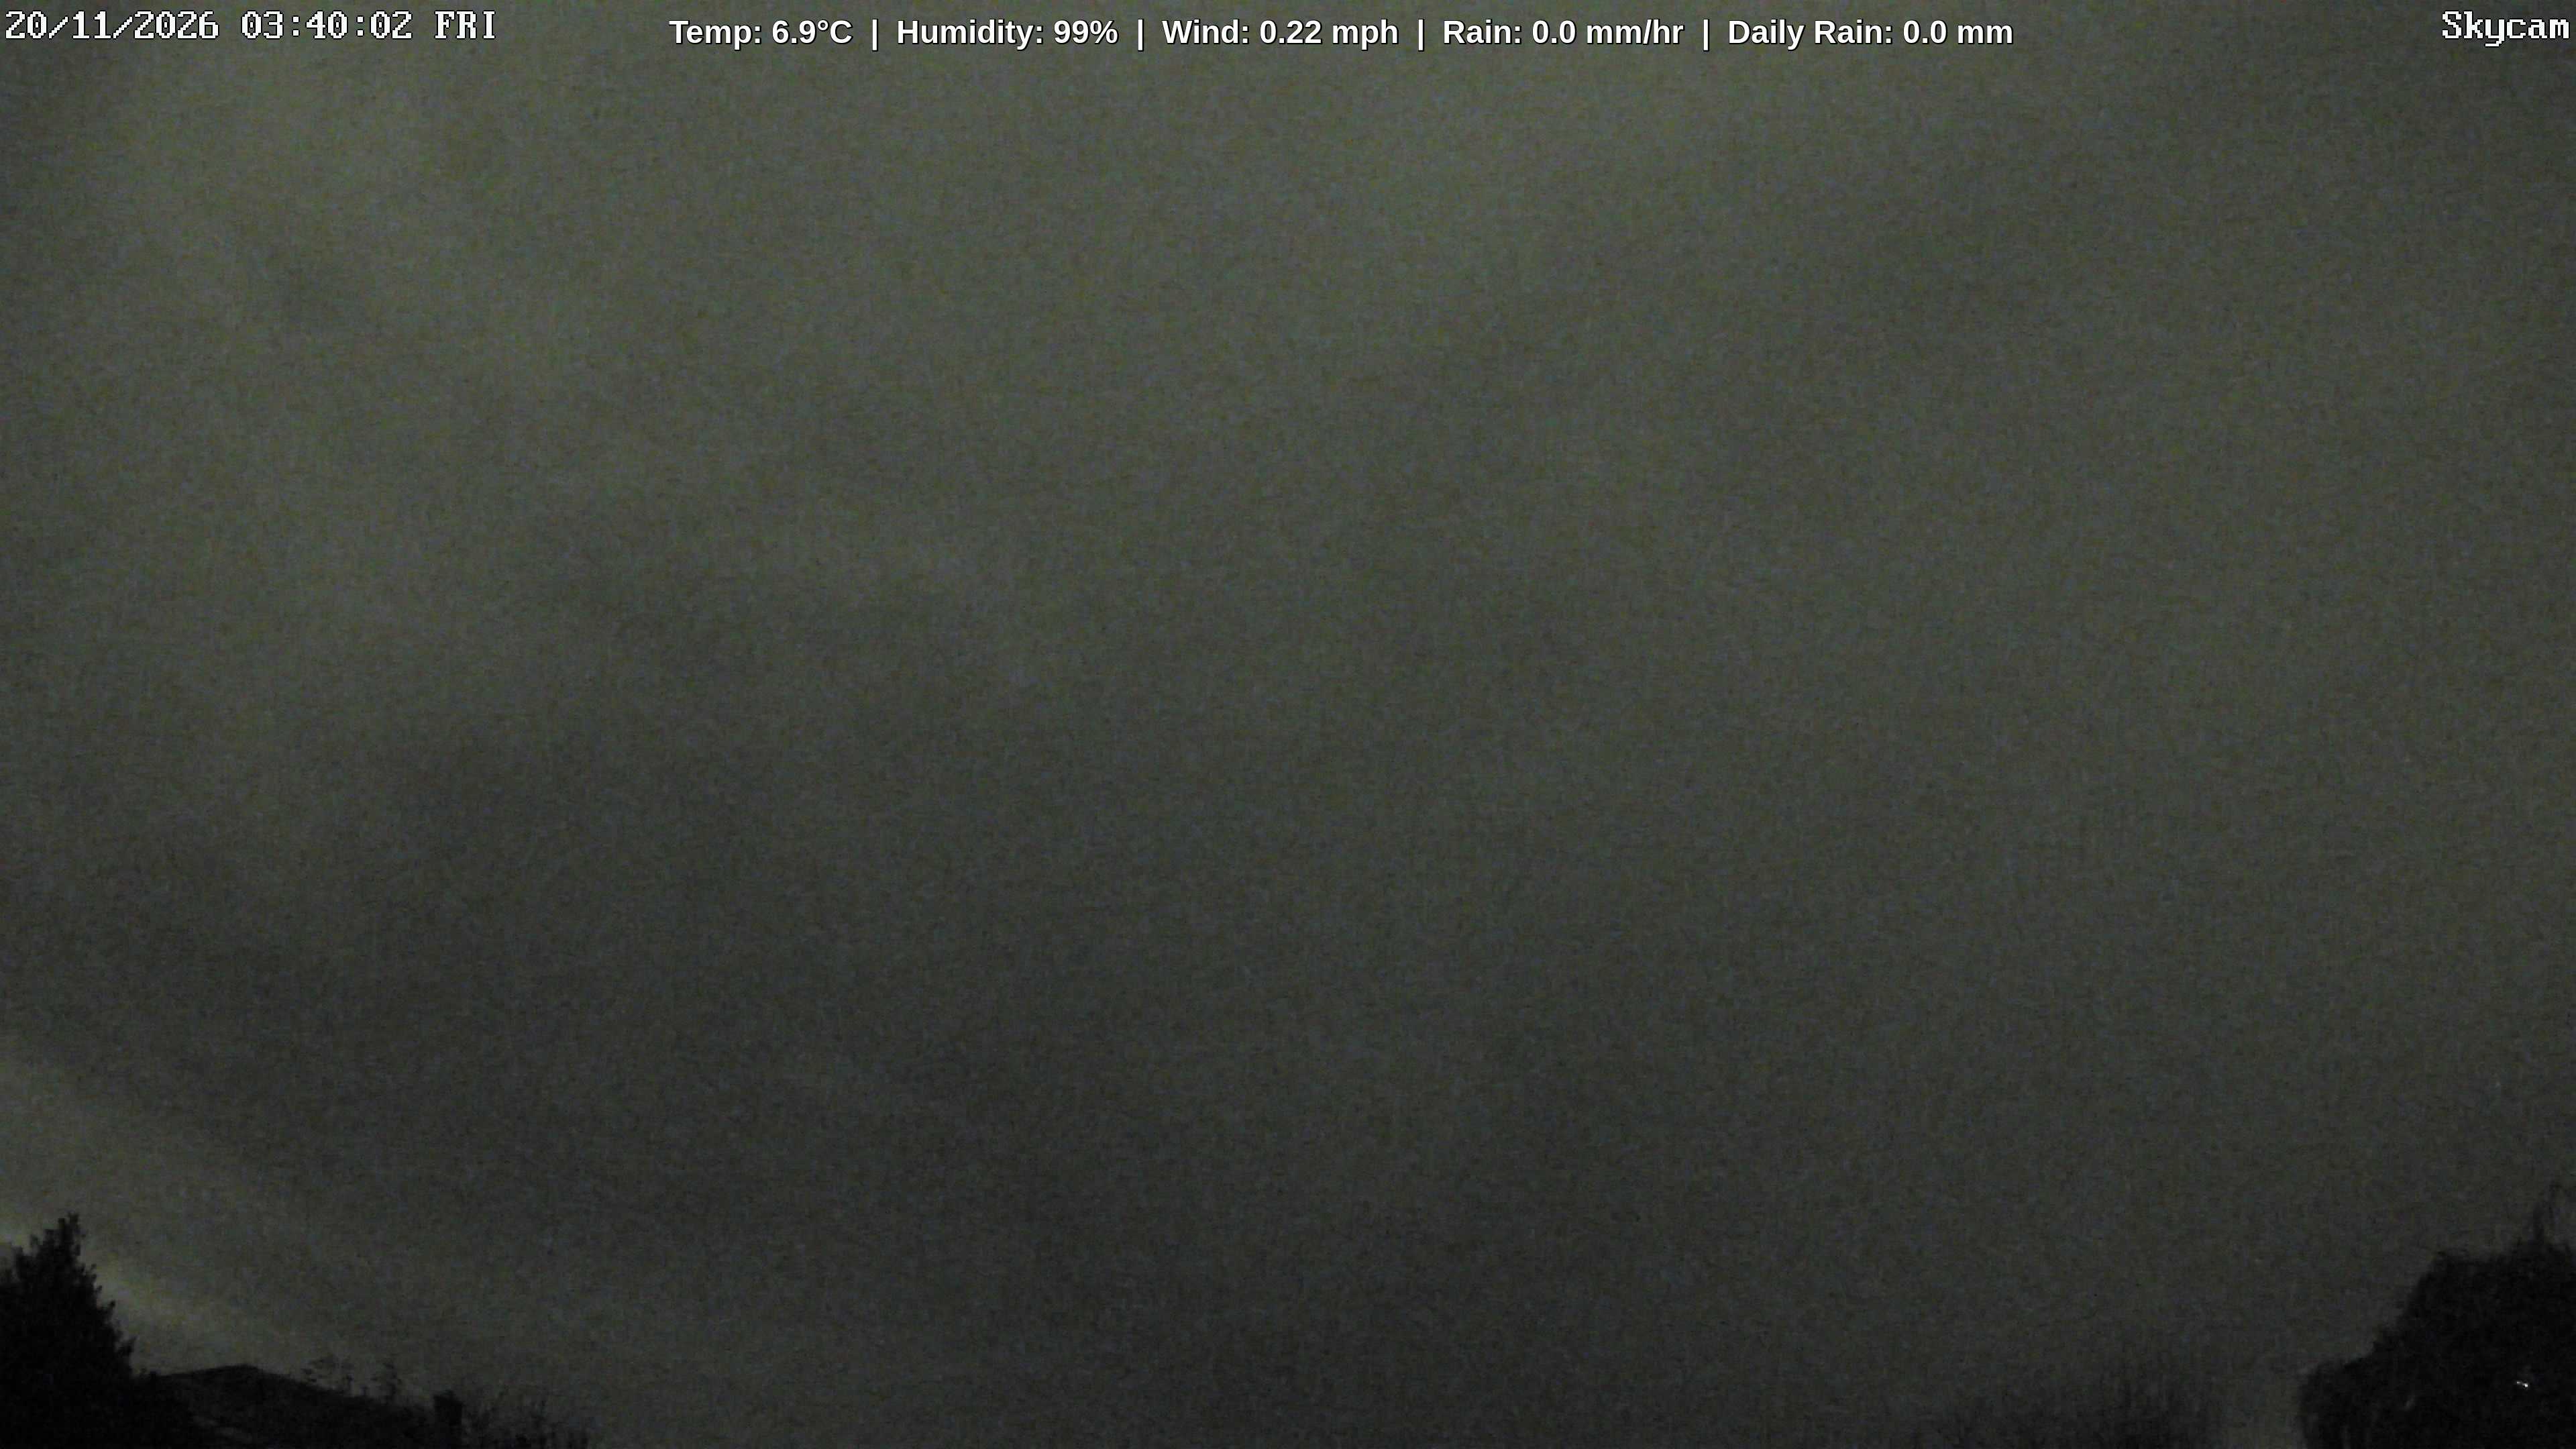 20/11/2026 03:40:02 FRI
Temp: 6.9°C | Humidity: 99% | Wind: 0.22 mph | Rain: 0.0 mm/hr | Daily Rain: 0.0 mm
Skycam